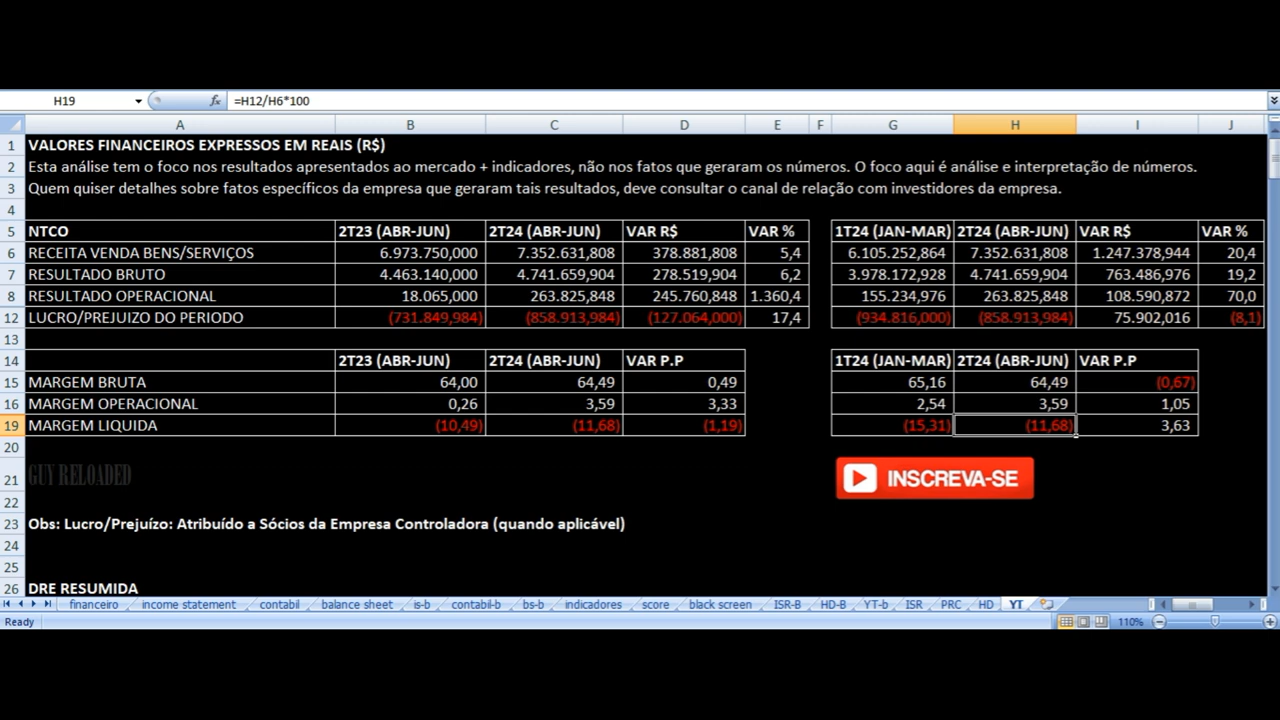 H19 fx =H12/H6*100
A B C D E F G H I J
1 VALORES FINANCEIROS EXPRESSOS EM REAIS (R$)
2 Esta análise tem o foco nos resultados apresentados ao mercado + indicadores, não nos fatos que geraram os números. O foco aqui é análise e interpretação de números.
3 Quem quiser detalhes sobre fatos específicos da empresa que geraram tais resultados, deve consultar o canal de relação com investidores da empresa.
4
5 NTCO 2T23 (ABR-JUN) 2T24 (ABR-JUN) VAR R$ VAR % 1T24 (JAN-MAR) 2T24 (ABR-JUN) VAR R$ VAR %
6 RECEITA VENDA BENS/SERVIÇOS 6.973.750,000 7.352.631,808 378.881,808 5,4 6.105.252,864 7.352.631,808 1.247.378,944 20,4
7 RESULTADO BRUTO 4.463.140,000 4.741.659,904 278.519,904 6,2 3.978.172,928 4.741.659,904 763.486,976 19,2
8 RESULTADO OPERACIONAL 18.065,000 263.825,848 245.760,848 1.360,4 155.234,976 263.825,848 108.590,872 70,0
12 LUCRO/PREJUIZO DO PERIODO (731.849,984) (858.913,984) (127.064,000) 17,4 (934.816,000) (858.913,984) 75.902,016 (8,1)
13
14 2T23 (ABR-JUN) 2T24 (ABR-JUN) VAR P.P 1T24 (JAN-MAR) 2T24 (ABR-JUN) VAR P.P
15 MARGEM BRUTA 64,00 64,49 0,49 65,16 64,49 (0,67)
16 MARGEM OPERACIONAL 0,26 3,59 3,33 2,54 3,59 1,05
19 MARGEM LIQUIDA (10,49) (11,68) (1,19) (15,31) (11,68) 3,63
20
21 GUY RELOADED INSCREVA-SE
22
23 Obs: Lucro/Prejuízo: Atribuído a Sócios da Empresa Controladora (quando aplicável)
24
25
26 DRE RESUMIDA
financeiro income statement contabil balance sheet is-b contabil-b bs-b indicadores score black screen ISR-B HD-B YT-b ISR PRC HD YT
Ready 110%